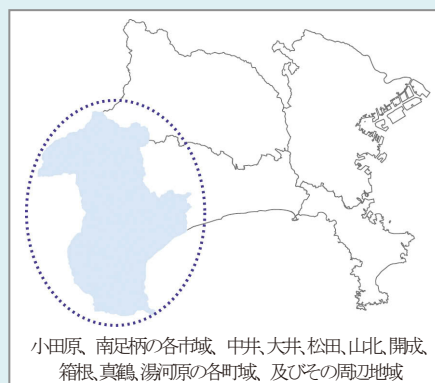 小田原、南足柄の各市域、中井、大井、松田、山北、開成、
箱根、真鶴、湯河原の各町域、及びその周辺地域